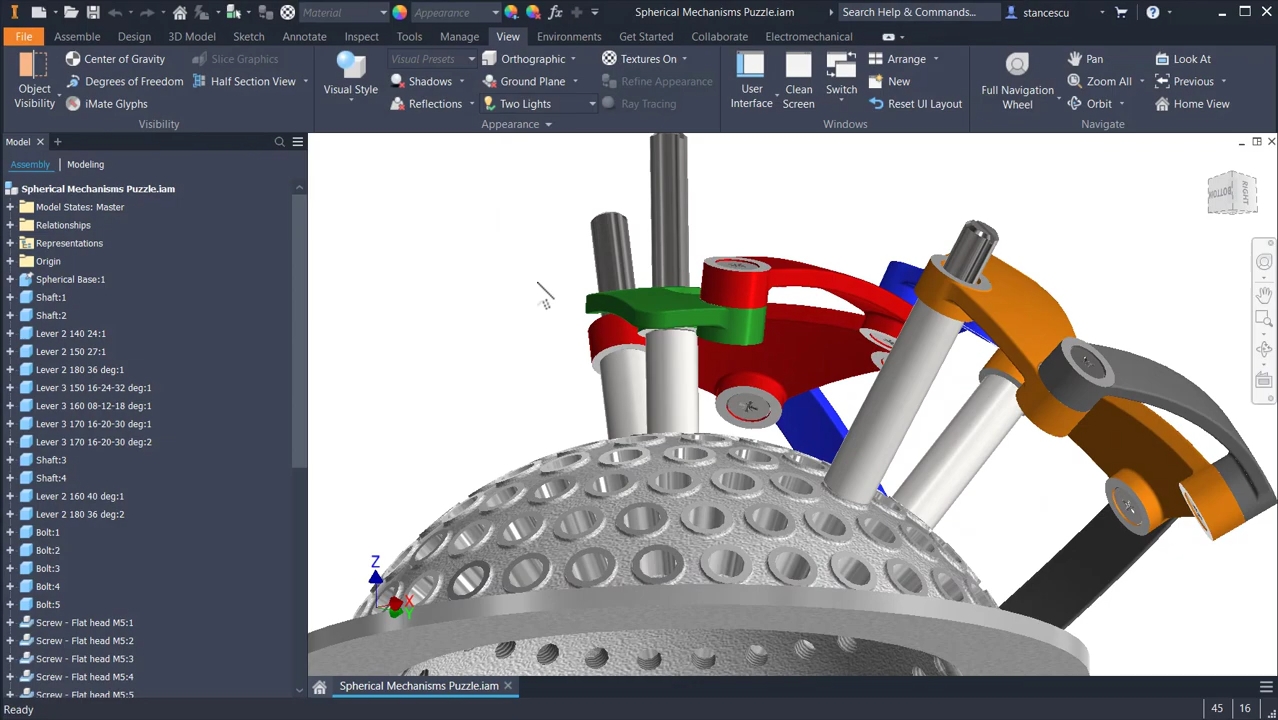 Material
Appearance
Spherical Mechanisms Puzzle.iam
Search Help & Commands...
stancescu
File
Assemble
Design
3D Model
Sketch
Annotate
Inspect
Tools
Manage
View
Environments
Get Started
Collaborate
Electromechanical
Object
Visibility
Center of Gravity
Degrees of Freedom
iMate Glyphs
Slice Graphics
Half Section View
Visibility
Visual Style
Visual Presets
Shadows
Reflections
Orthographic
Ground Plane
Two Lights
Textures On
Refine Appearance
Ray Tracing
Appearance
User
Interface
Clean
Screen
Switch
Arrange
New
Reset UI Layout
Windows
Full Navigation
Wheel
Pan
Zoom All
Orbit
Look At
Previous
Home View
Navigate
Model
Assembly
Modeling
Spherical Mechanisms Puzzle.iam
Model States: Master
Relationships
Representations
Origin
Spherical Base:1
Shaft:1
Shaft:2
Lever 2 140 24:1
Lever 2 150 27:1
Lever 2 180 36 deg:1
Lever 3 150 16-24-32 deg:1
Lever 3 160 08-12-18 deg:1
Lever 3 170 16-20-30 deg:1
Lever 3 170 16-20-30 deg:2
Shaft:3
Shaft:4
Lever 2 160 40 deg:1
Lever 2 180 36 deg:2
Bolt:1
Bolt:2
Bolt:3
Bolt:4
Bolt:5
Screw - Flat head M5:1
Screw - Flat head M5:2
Screw - Flat head M5:3
Screw - Flat head M5:4
Screw - Flat head M5:5
BOTTOM
RIGHT
Z
X
Y
Spherical Mechanisms Puzzle.iam
Ready
45
16